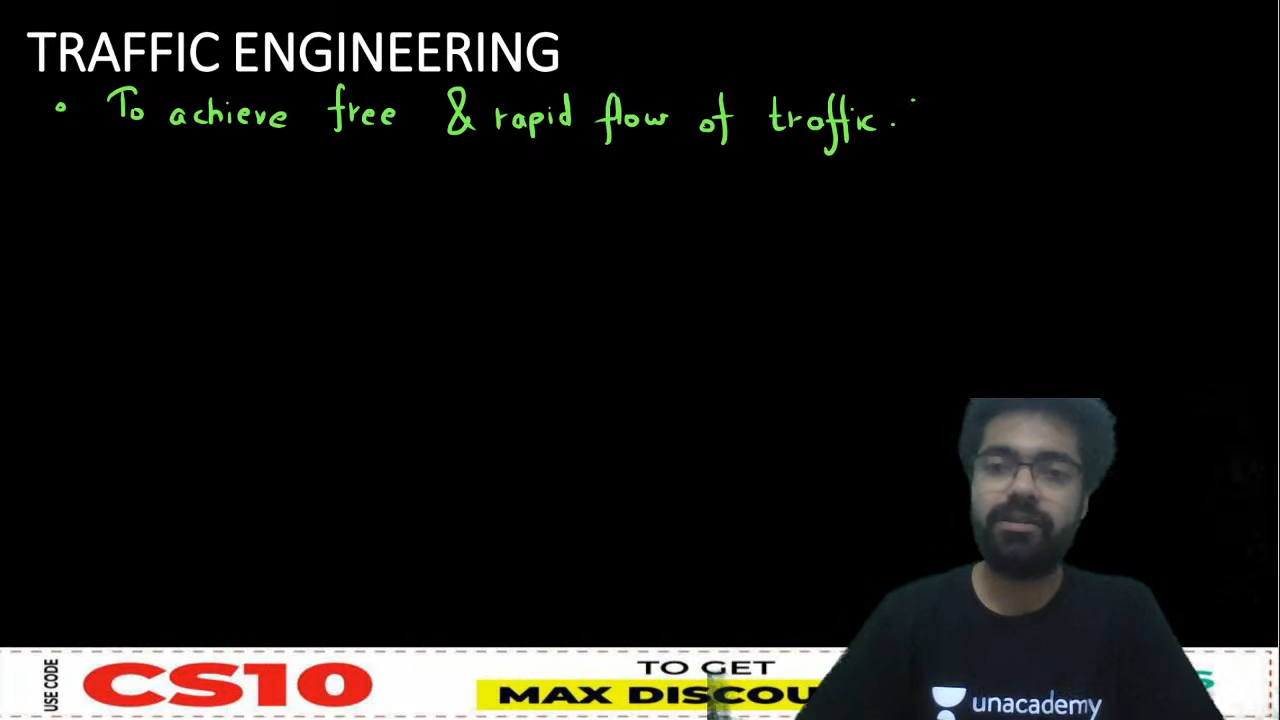 TRAFFIC ENGINEERING
• To achieve free & rapid flow of traffic.
USE CODE
CS10
TO GET
MAX DISCOU
unacademy